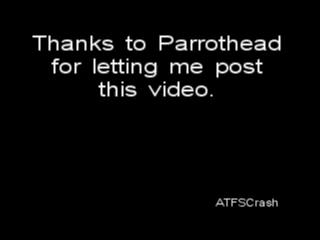 Thanks to Parrothead
for letting me post
this video.
ATFSCrash